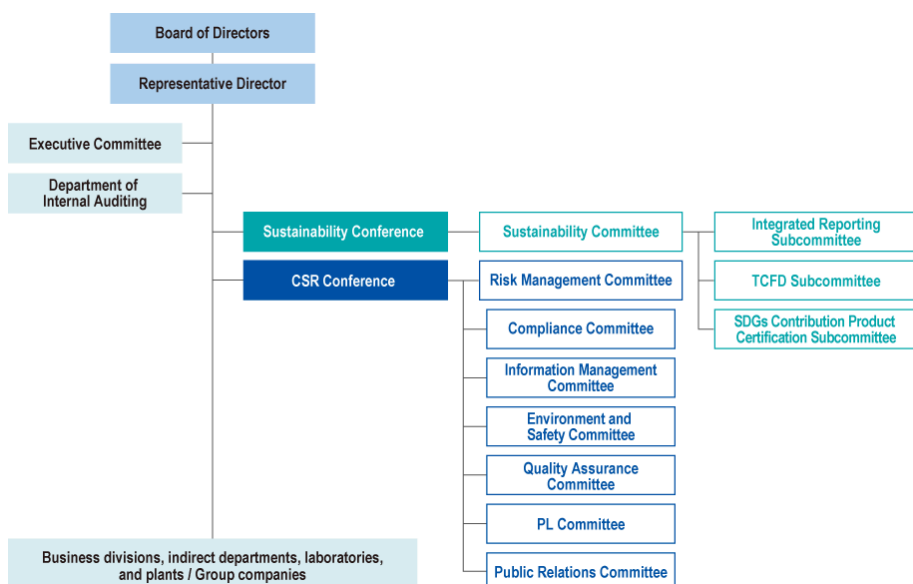 Board of Directors
Representative Director
Executive Committee
Department of
Internal Auditing
Sustainability Conference
Sustainability Committee
Integrated Reporting
Subcommittee
CSR Conference
Risk Management Committee
TCFD Subcommittee
Compliance Committee
SDGs Contribution Product
Certification Subcommittee
Information Management
Committee
Environment and
Safety Committee
Quality Assurance
Committee
PL Committee
Business divisions, indirect departments, laboratories,
and plants / Group companies
Public Relations Committee